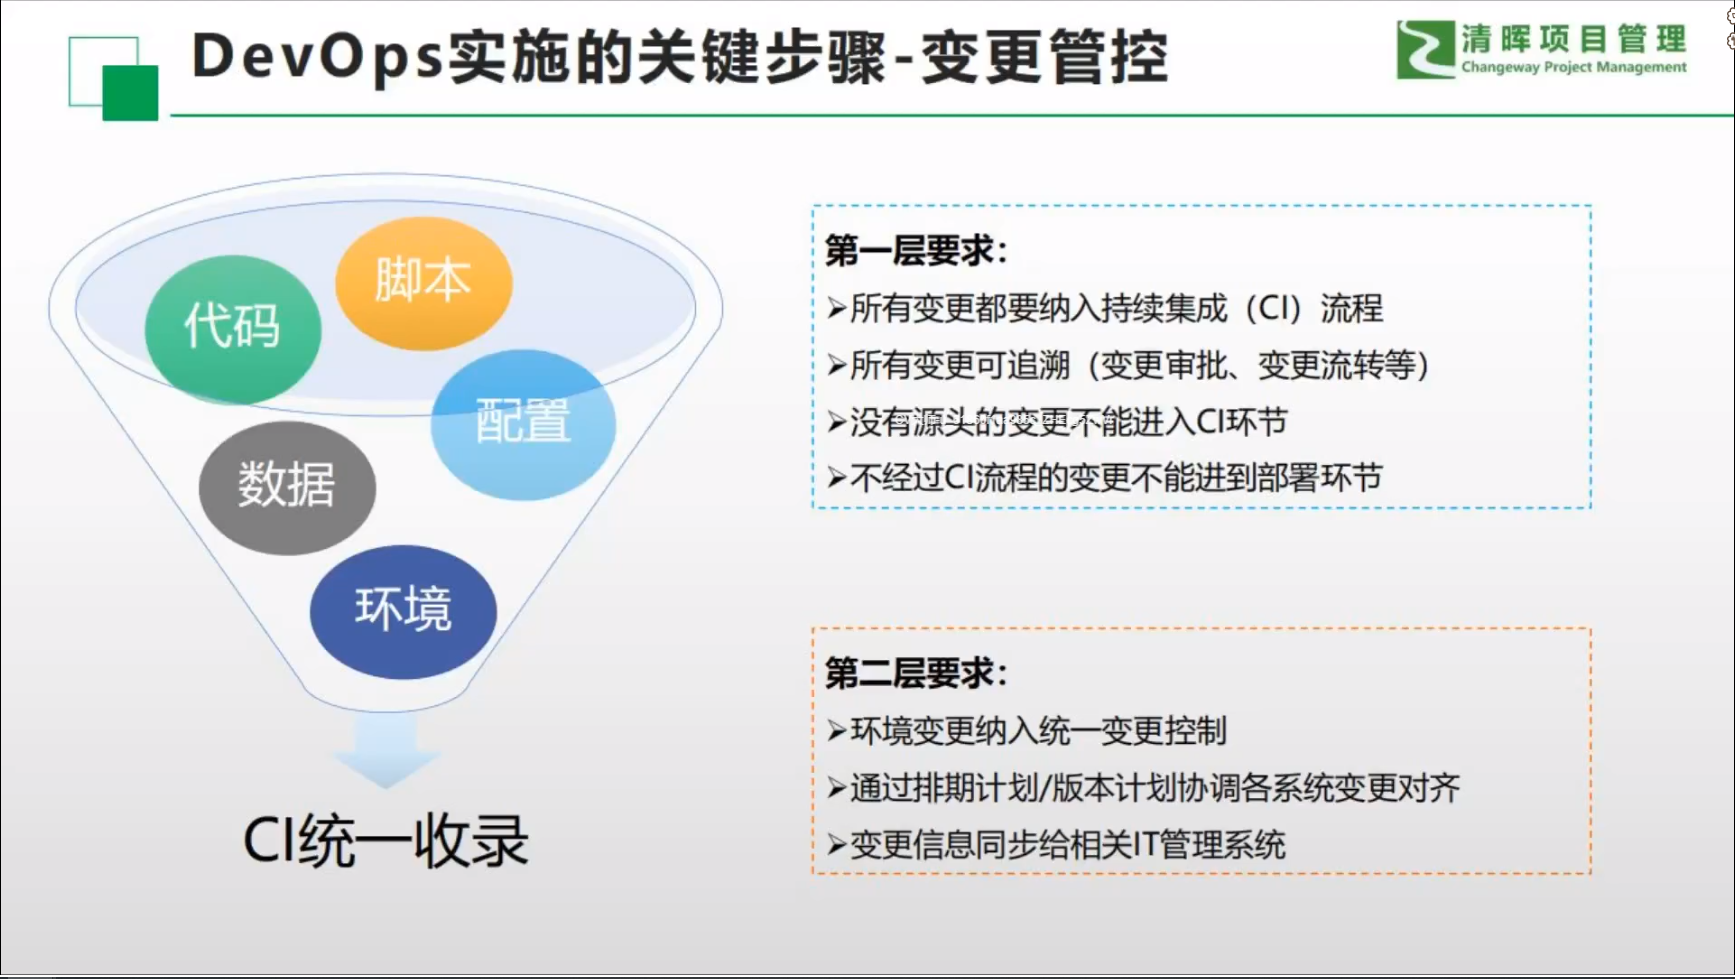 DevOps实施的关键步骤-变更管控
清晖项目管理
Changeway Project Management
代码
脚本
配置
数据
环境
CI统一收录
第一层要求：
➢所有变更都要纳入持续集成（CI）流程
➢所有变更可追溯（变更审批、变更流转等）
➢没有源头的变更不能进入CI环节
➢不经过CI流程的变更不能进到部署环节
第二层要求：
➢环境变更纳入统一变更控制
➢通过排期计划/版本计划协调各系统变更对齐
➢变更信息同步给相关IT管理系统